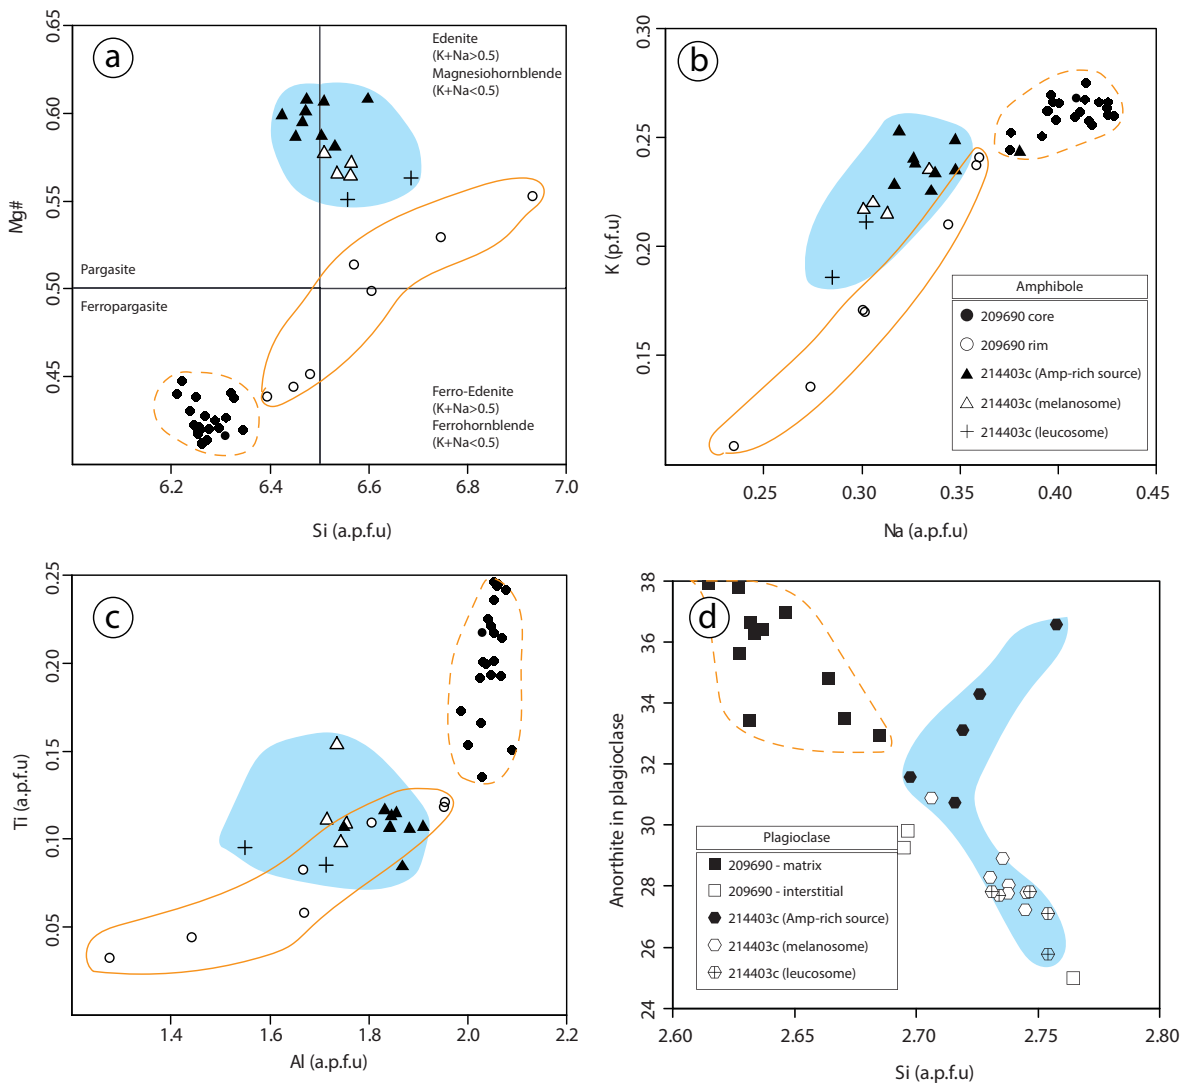 a
0.65
0.60
0.55
0.50
0.45
Mg#
Edenite
(K+Na>0.5)
Magnesiohornblende
(K+Na<0.5)
Pargasite
Ferropargasite
Ferro-Edenite
(K+Na>0.5)
Ferrohornblende
(K+Na<0.5)
6.2
6.4
6.6
6.8
7.0
Si (a.p.f.u)
b
0.30
0.25
0.20
0.15
K (p.f.u)
Amphibole
209690 core
209690 rim
214403c (Amp-rich source)
214403c (melanosome)
214403c (leucosome)
0.25
0.30
0.35
0.40
0.45
Na (a.p.f.u)
c
0.25
0.20
0.15
0.10
0.05
Ti (a.p.f.u)
1.4
1.6
1.8
2.0
2.2
Al (a.p.f.u)
d
38
36
34
32
30
28
26
24
Anorthite in plagioclase
Plagioclase
209690 - matrix
209690 - interstitial
214403c (Amp-rich source)
214403c (melanosome)
214403c (leucosome)
2.60
2.65
2.70
2.75
2.80
Si (a.p.f.u)